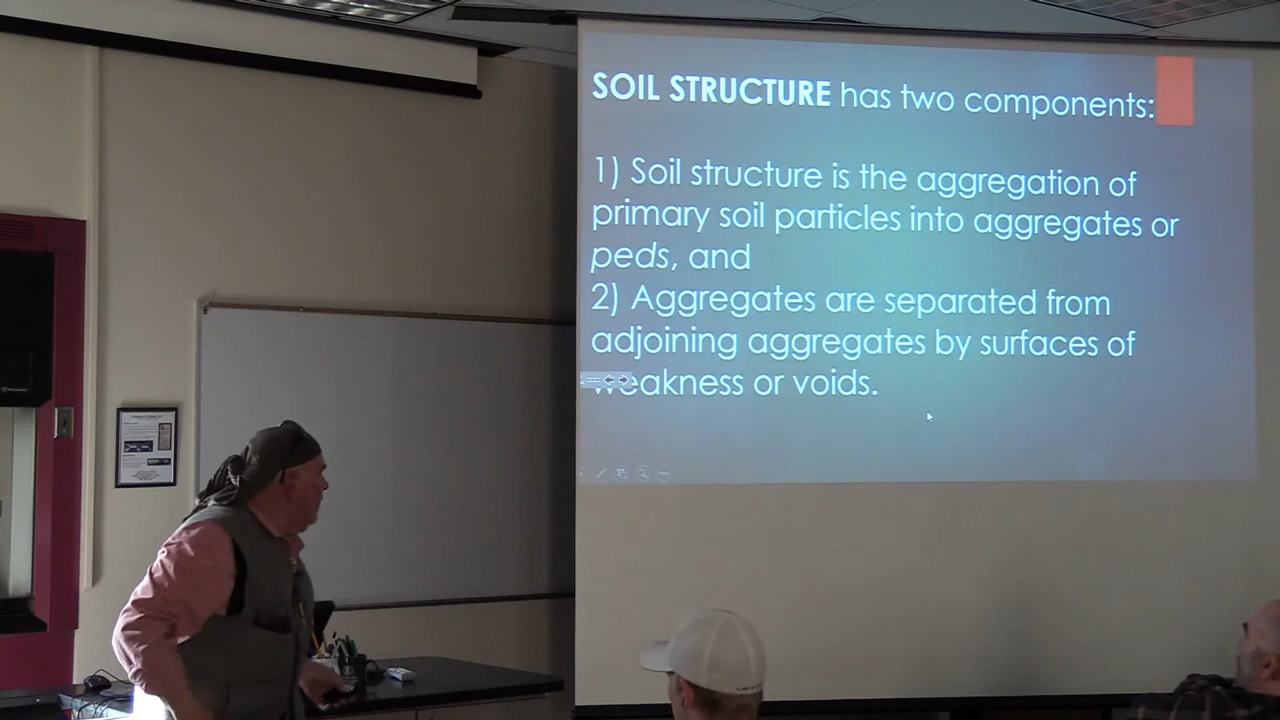 SOIL STRUCTURE has two components:
1) Soil structure is the aggregation of
primary soil particles into aggregates or
peds, and
2) Aggregates are separated from
adjoining aggregates by surfaces of
weakness or voids.